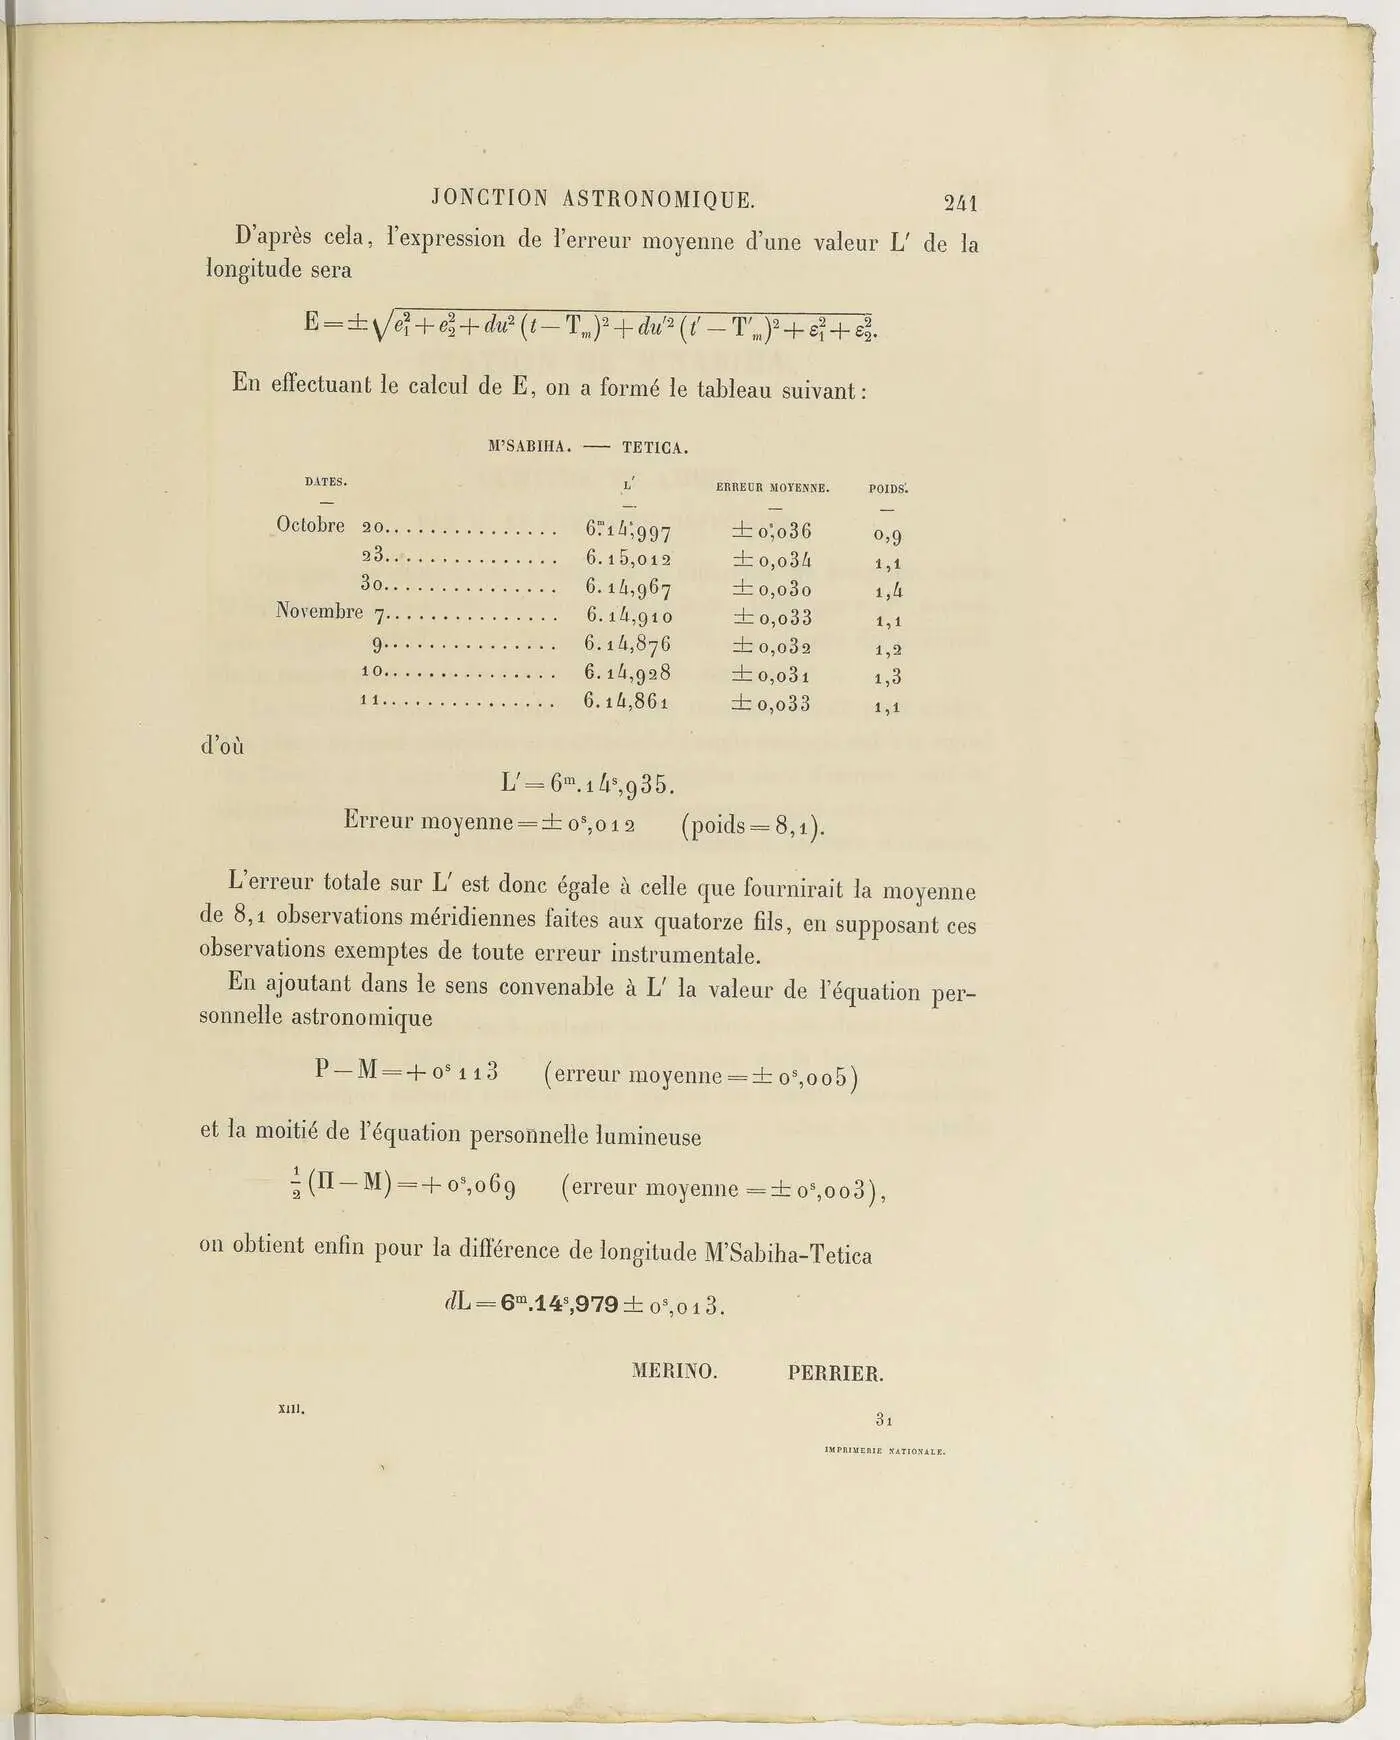 JONCTION ASTRONOMIQUE. 241
D'après cela, l'expression de l'erreur moyenne d'une valeur L′ de la
longitude sera
E = ± √(e₁² + e₂² + du² (t − Tₘ)² + du′² (t′ − T′ₘ)² + ε₁² + ε₂².
En effectuant le calcul de E, on a formé le tableau suivant :
M'SABIHA. — TETICA.
DATES. L′ ERREUR MOYENNE. POIDS.
Octobre 20............... 6ᵐ.14ˢ,997 ± 0ˢ,036 0,9
23............... 6.15,012 ± 0,034 1,1
30............... 6.14,967 ± 0,030 1,4
Novembre 7............... 6.14,910 ± 0,033 1,1
9............... 6.14,876 ± 0,032 1,2
10............... 6.14,928 ± 0,031 1,3
11............... 6.14,861 ± 0,033 1,1
d'où
L′ = 6ᵐ.14ˢ,935.
Erreur moyenne = ± 0ˢ,012 (poids = 8,1).
L'erreur totale sur L′ est donc égale à celle que fournirait la moyenne
de 8,1 observations méridiennes faites aux quatorze fils, en supposant ces
observations exemptes de toute erreur instrumentale.
En ajoutant dans le sens convenable à L′ la valeur de l'équation per-
sonnelle astronomique
P − M = + 0ˢ113 (erreur moyenne = ± 0ˢ,005)
et la moitié de l'équation personnelle lumineuse
½ (Π − M) = + 0ˢ,069 (erreur moyenne = ± 0ˢ,003),
on obtient enfin pour la différence de longitude M'Sabiha-Tetica
dL = 6ᵐ.14ˢ,979 ± 0ˢ,013.
MERINO. PERRIER.
XIII. 31
IMPRIMERIE NATIONALE.